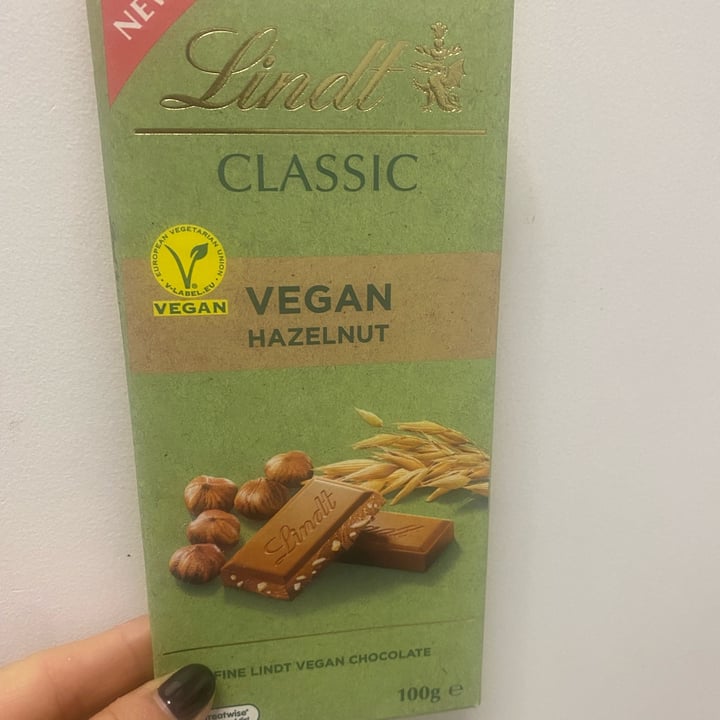 NEW
Lindt
CLASSIC
EUROPEAN VEGETARIAN UNION
V-LABEL.EU
VEGAN
VEGAN
HAZELNUT
Lindt
FINE LINDT VEGAN CHOCOLATE
100g e